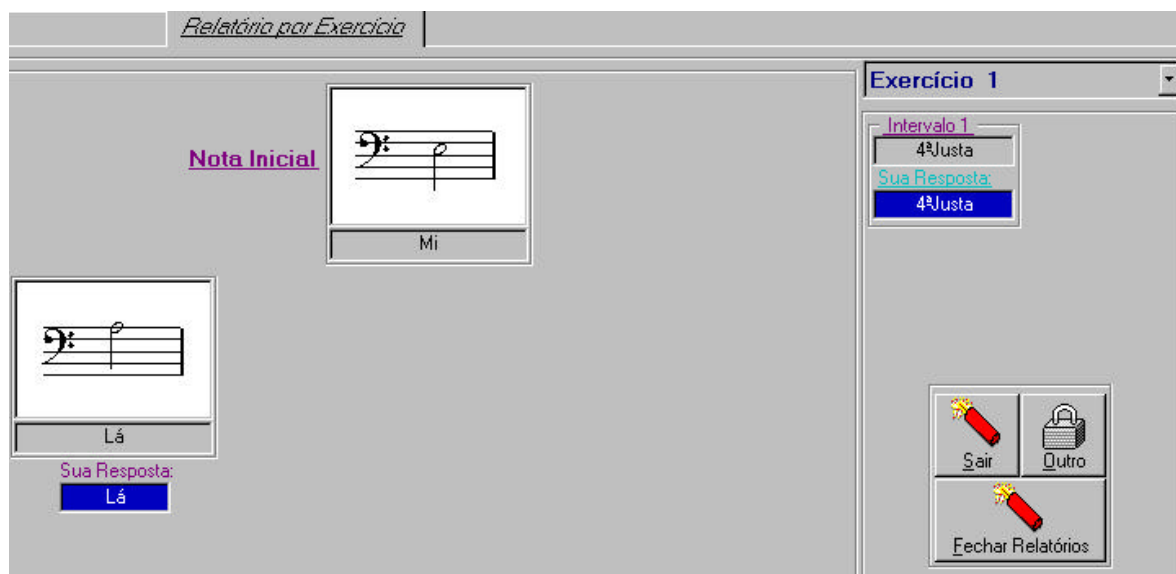 Relatório por Exercício
Nota Inicial
Mi
Lá
Sua Resposta:
Lá
Exercício 1
Intervalo 1
4ªJusta
Sua Resposta:
4ªJusta
Sair
Outro
Fechar Relatórios